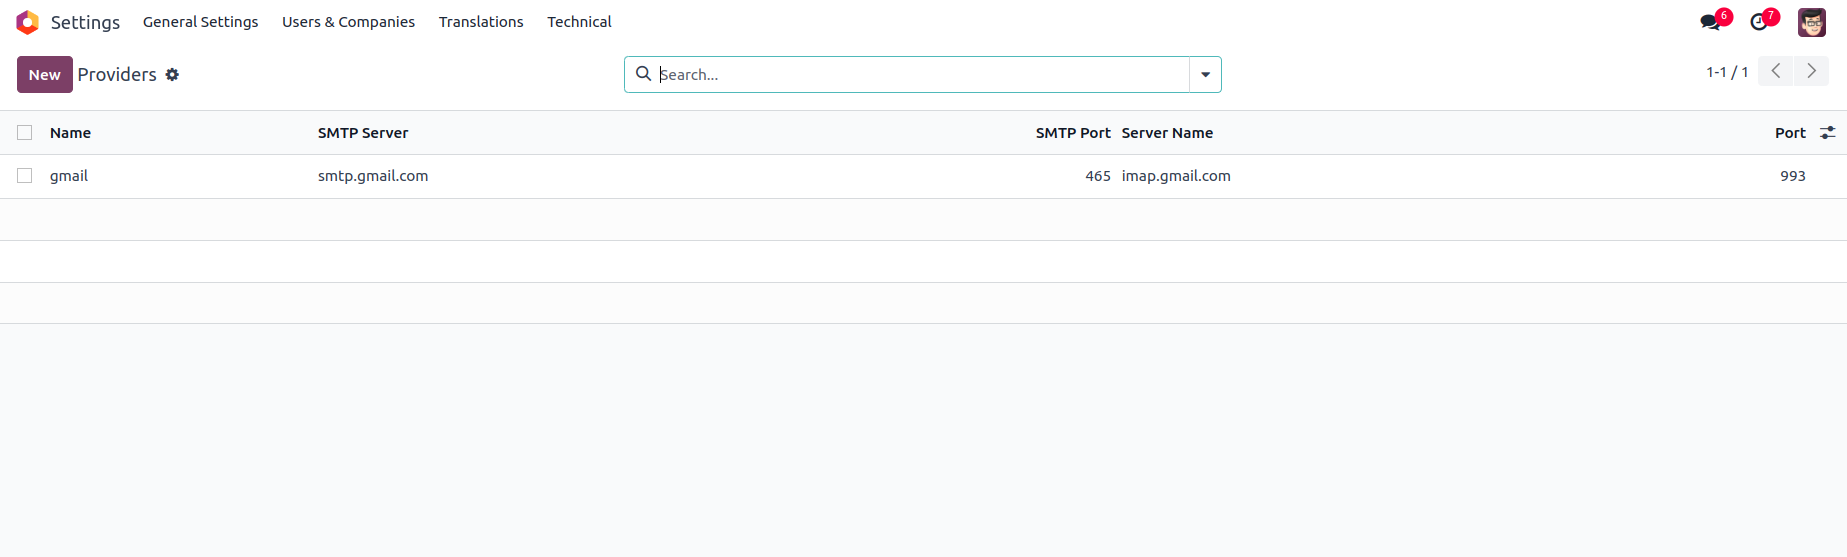 Settings General Settings Users & Companies Translations Technical 6 7
New Providers Search... 1-1 / 1
Name SMTP Server SMTP Port Server Name Port
gmail smtp.gmail.com 465 imap.gmail.com 993